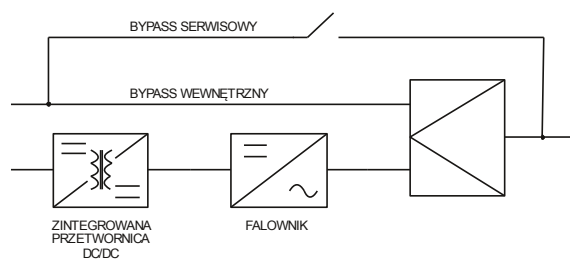 BYPASS SERWISOWY
BYPASS WEWNĘTRZNY
ZINTEGROWANA
PRZETWORNICA
DC/DC
FALOWNIK